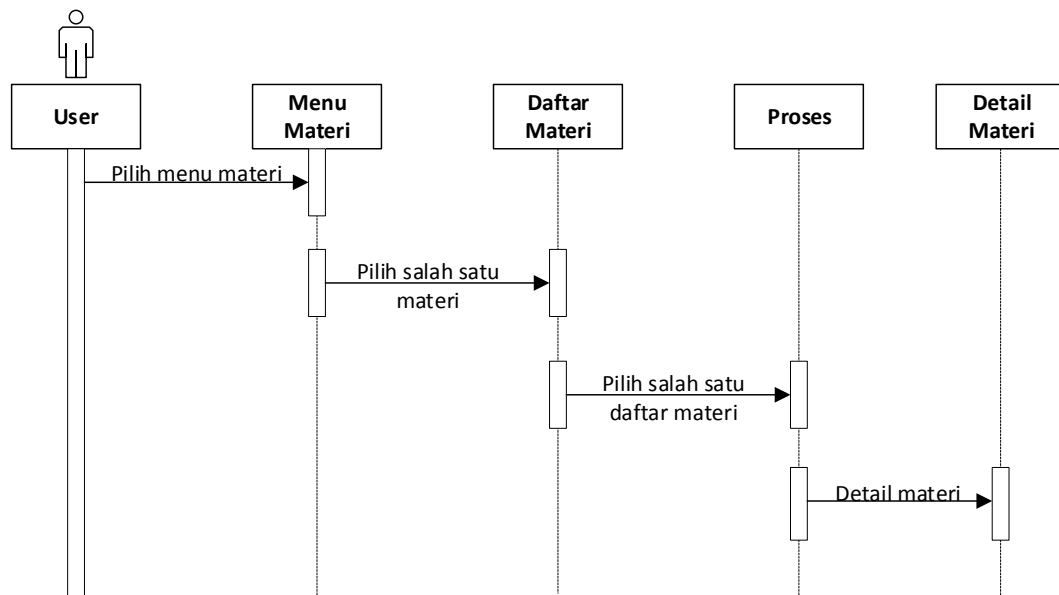 User
Menu
Materi
Daftar
Materi
Proses
Detail
Materi
Pilih menu materi
Pilih salah satu
materi
Pilih salah satu
daftar materi
Detail materi